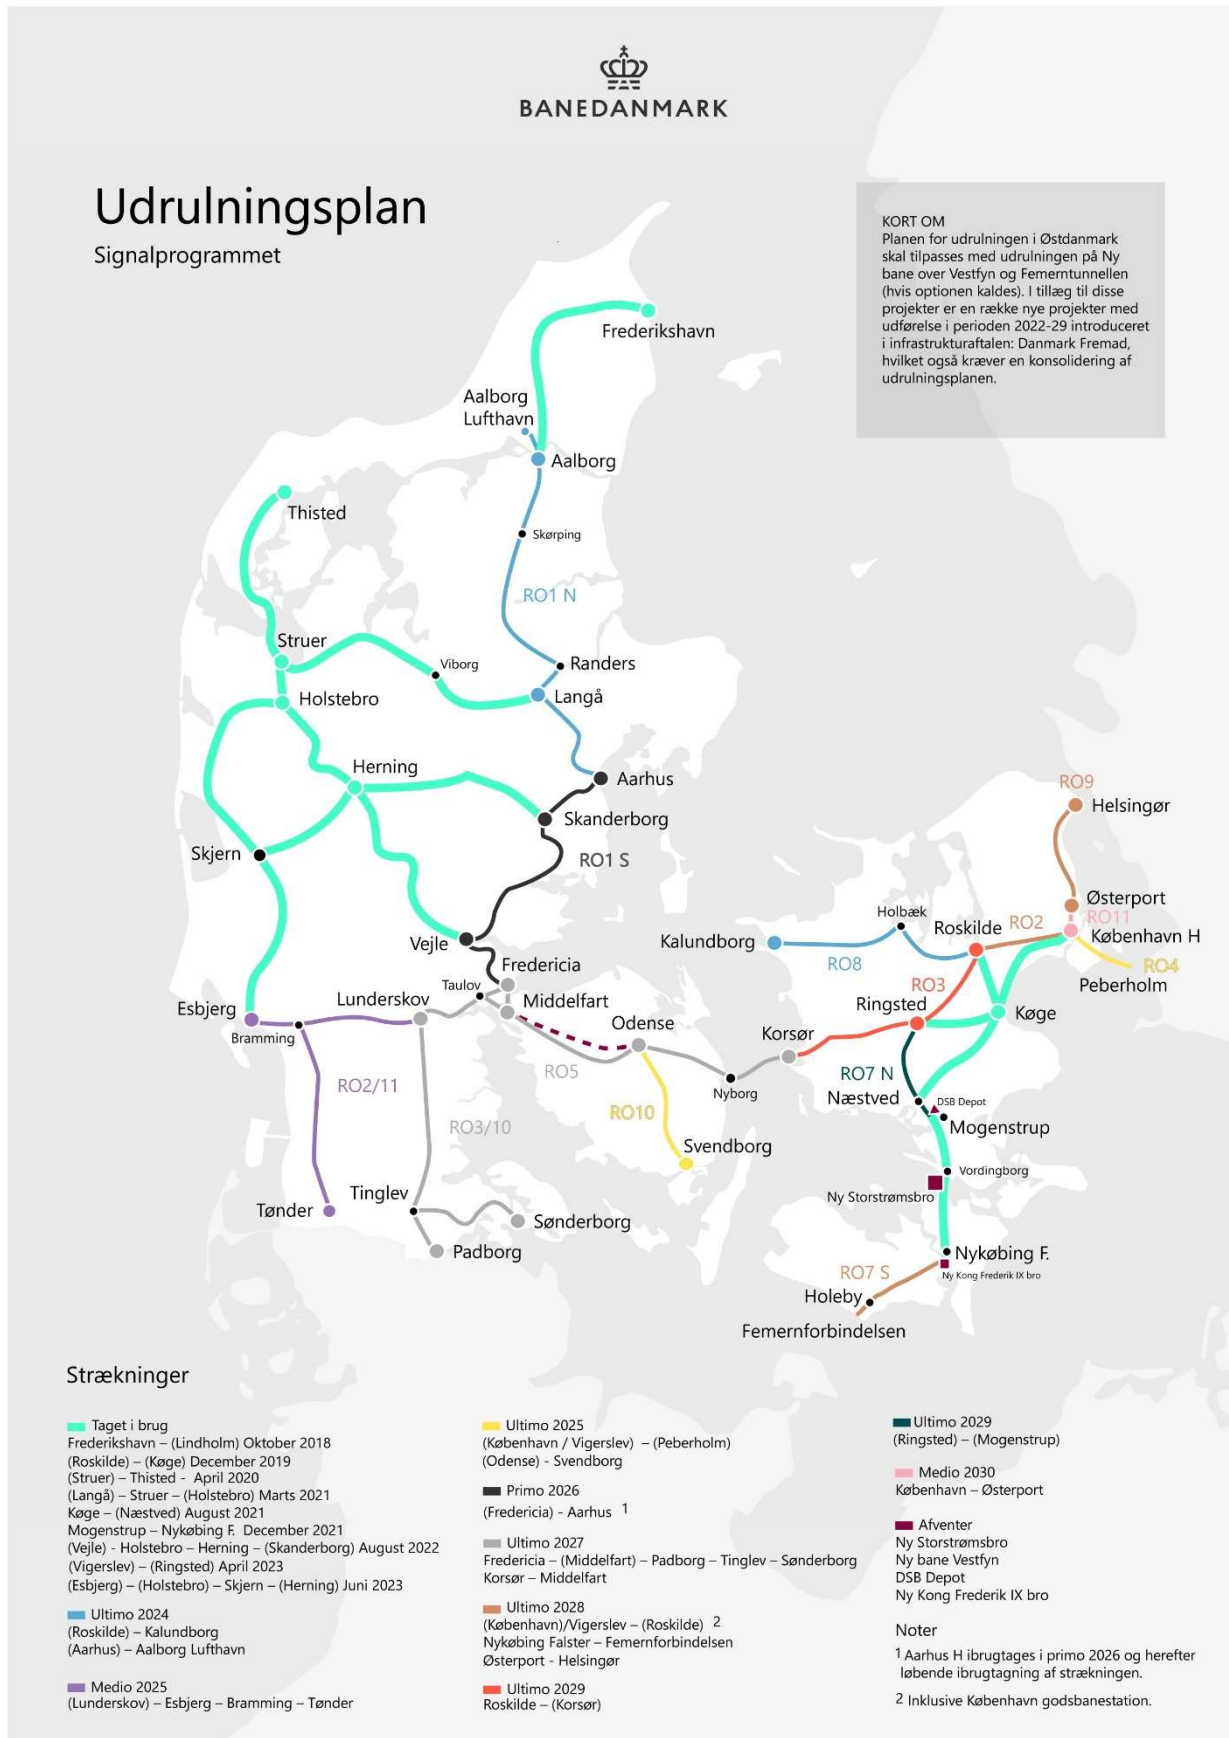 BANEDANMARK
Udrulningsplan
Signalprogrammet
KORT OM
Planen for udrulningen i Østdanmark
skal tilpasses med udrulningen på Ny
bane over Vestfyn og Femerntunnellen
(hvis optionen kaldes). I tillæg til disse
projekter er en række nye projekter med
udførelse i perioden 2022-29 introduceret
i infrastrukturaftalen: Danmark Fremad,
hvilket også kræver en konsolidering af
udrulningsplanen.
Frederikshavn
Aalborg
Lufthavn
Aalborg
Thisted
Skørping
RO1 N
Struer
Viborg
Randers
Holstebro
Langå
Herning
Aarhus
RO9
Helsingør
Skanderborg
Skjern
RO1 S
Østerport
Holbæk
RO11
Roskilde
RO2
København H
Vejle
Kalundborg
RO8
RO4
Fredericia
Taulov
RO3
Peberholm
Lunderskov
Middelfart
Esbjerg
Ringsted
Køge
Bramming
Odense
Korsør
RO5
RO7 N
RO2/11
Nyborg
Næstved
DSB Depot
RO10
RO3/10
Mogenstrup
Svendborg
Vordingborg
Tinglev
Ny Storstrømsbro
Tønder
Sønderborg
Padborg
Nykøbing F.
RO7 S
Ny Kong Frederik IX bro
Holeby
Femernforbindelsen
Strækninger
Taget i brug
Frederikshavn – (Lindholm) Oktober 2018
(Roskilde) – (Køge) December 2019
(Struer) – Thisted - April 2020
(Langå) – Struer – (Holstebro) Marts 2021
Køge – (Næstved) August 2021
Mogenstrup – Nykøbing F. December 2021
(Vejle) - Holstebro – Herning – (Skanderborg) August 2022
(Vigerslev) – (Ringsted) April 2023
(Esbjerg) – (Holstebro) – Skjern – (Herning) Juni 2023
Ultimo 2024
(Roskilde) – Kalundborg
(Aarhus) – Aalborg Lufthavn
Medio 2025
(Lunderskov) – Esbjerg – Bramming – Tønder
Ultimo 2025
(København / Vigerslev) – (Peberholm)
(Odense) - Svendborg
Primo 2026
(Fredericia) - Aarhus 1
Ultimo 2027
Fredericia – (Middelfart) – Padborg – Tinglev – Sønderborg
Korsør – Middelfart
Ultimo 2028
(København)/Vigerslev – (Roskilde) 2
Nykøbing Falster – Femernforbindelsen
Østerport - Helsingør
Ultimo 2029
Roskilde – (Korsør)
Ultimo 2029
(Ringsted) – (Mogenstrup)
Medio 2030
København – Østerport
Afventer
Ny Storstrømsbro
Ny bane Vestfyn
DSB Depot
Ny Kong Frederik IX bro
Noter
1 Aarhus H ibrugtages i primo 2026 og herefter
løbende ibrugtagning af strækningen.
2 Inklusive København godsbanestation.